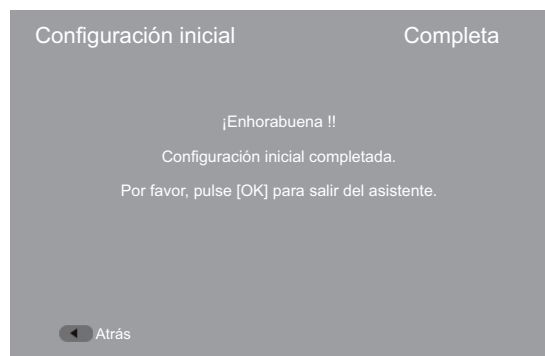 Configuración inicial Completa
¡Enhorabuena !!
Configuración inicial completada.
Por favor, pulse [OK] para salir del asistente.
Atrás